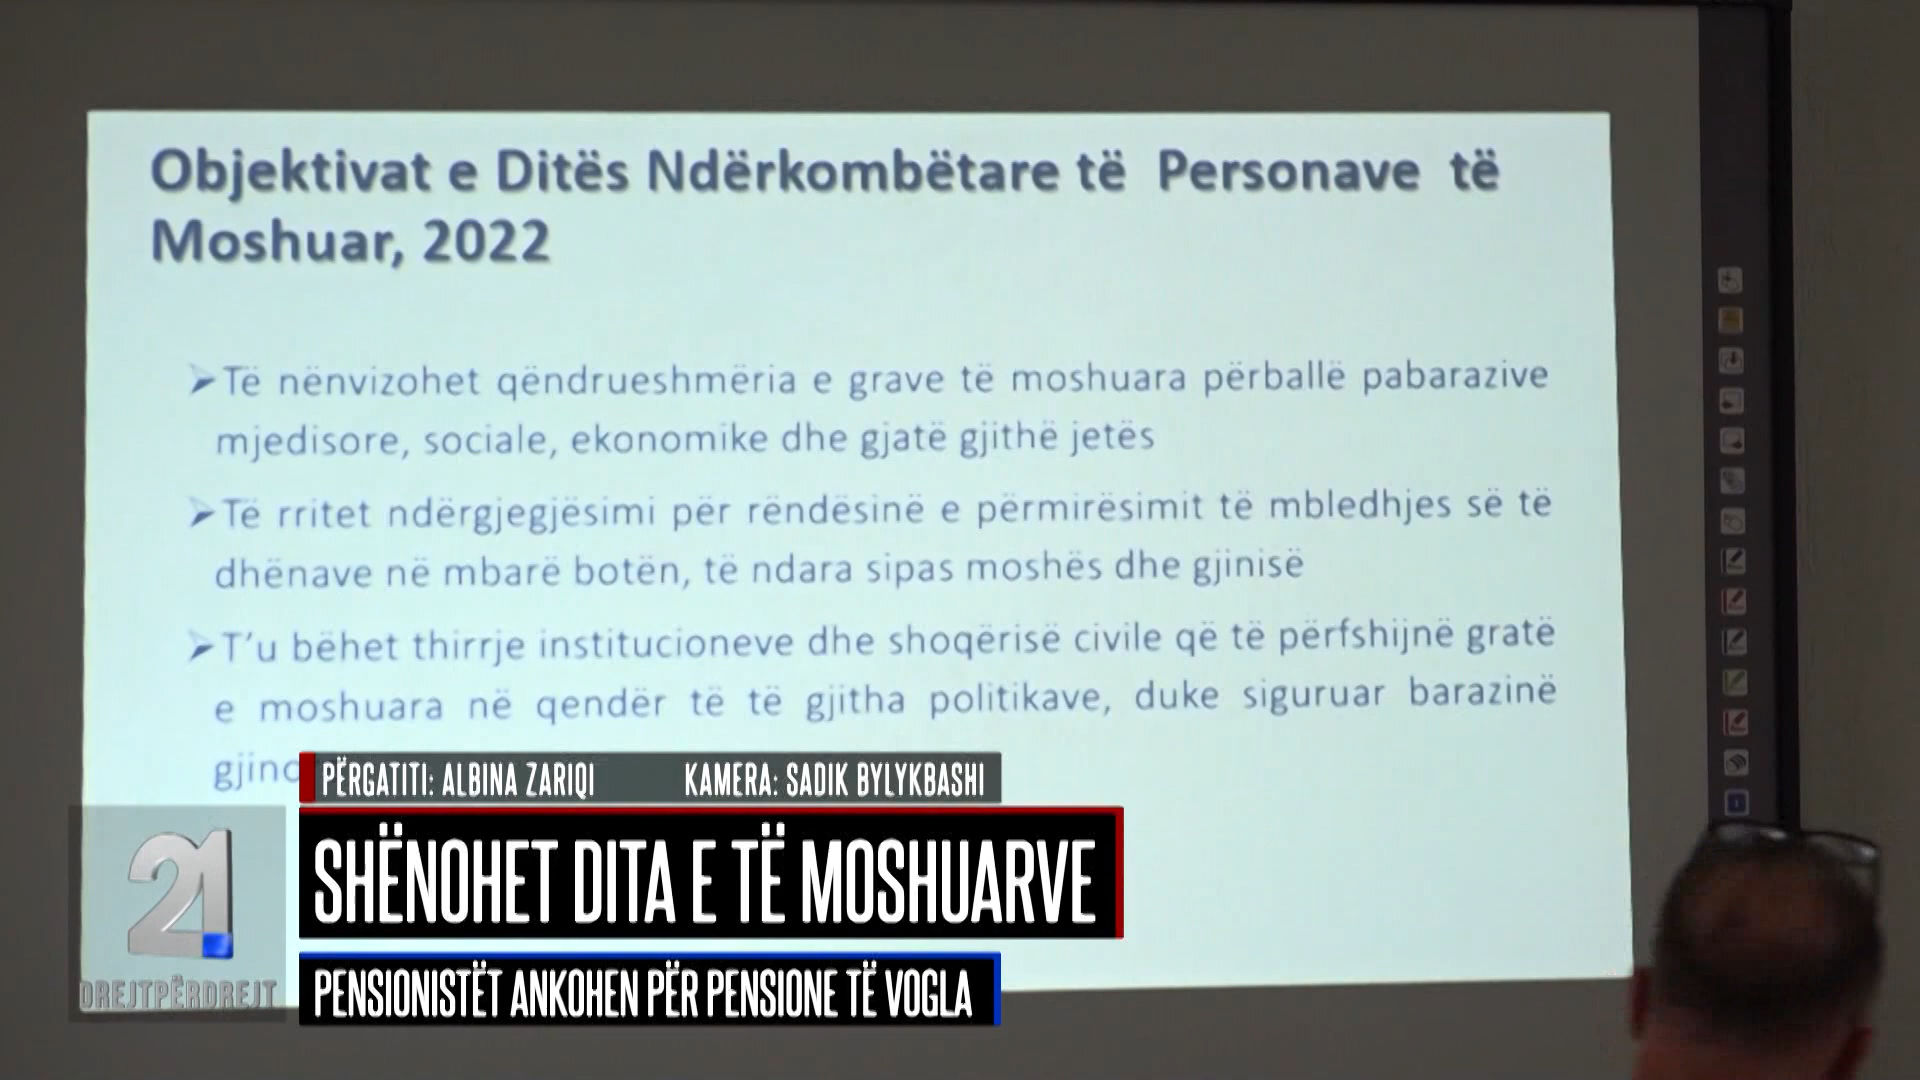 Objektivat e Ditës Ndërkombëtare të Personave të
Moshuar, 2022
➤Të nënvizohet qëndrueshmëria e grave të moshuara përballë pabarazive
mjedisore, sociale, ekonomike dhe gjatë gjithë jetës
➤Të rritet ndërgjegjësimi për rëndësinë e përmirësimit të mbledhjes së të
dhënave në mbarë botën, të ndara sipas moshës dhe gjinisë
➤T'u bëhet thirrje institucioneve dhe shoqërisë civile që të përfshijnë gratë
e moshuara në qendër të të gjitha politikave, duke siguruar barazinë
PËRGATITI: ALBINA ZARIQI KAMERA: SADIK BYLYKBASHI
21
DREJTPËRDREJT
SHËNOHET DITA E TË MOSHUARVE
PENSIONISTËT ANKOHEN PËR PENSIONE TË VOGLA